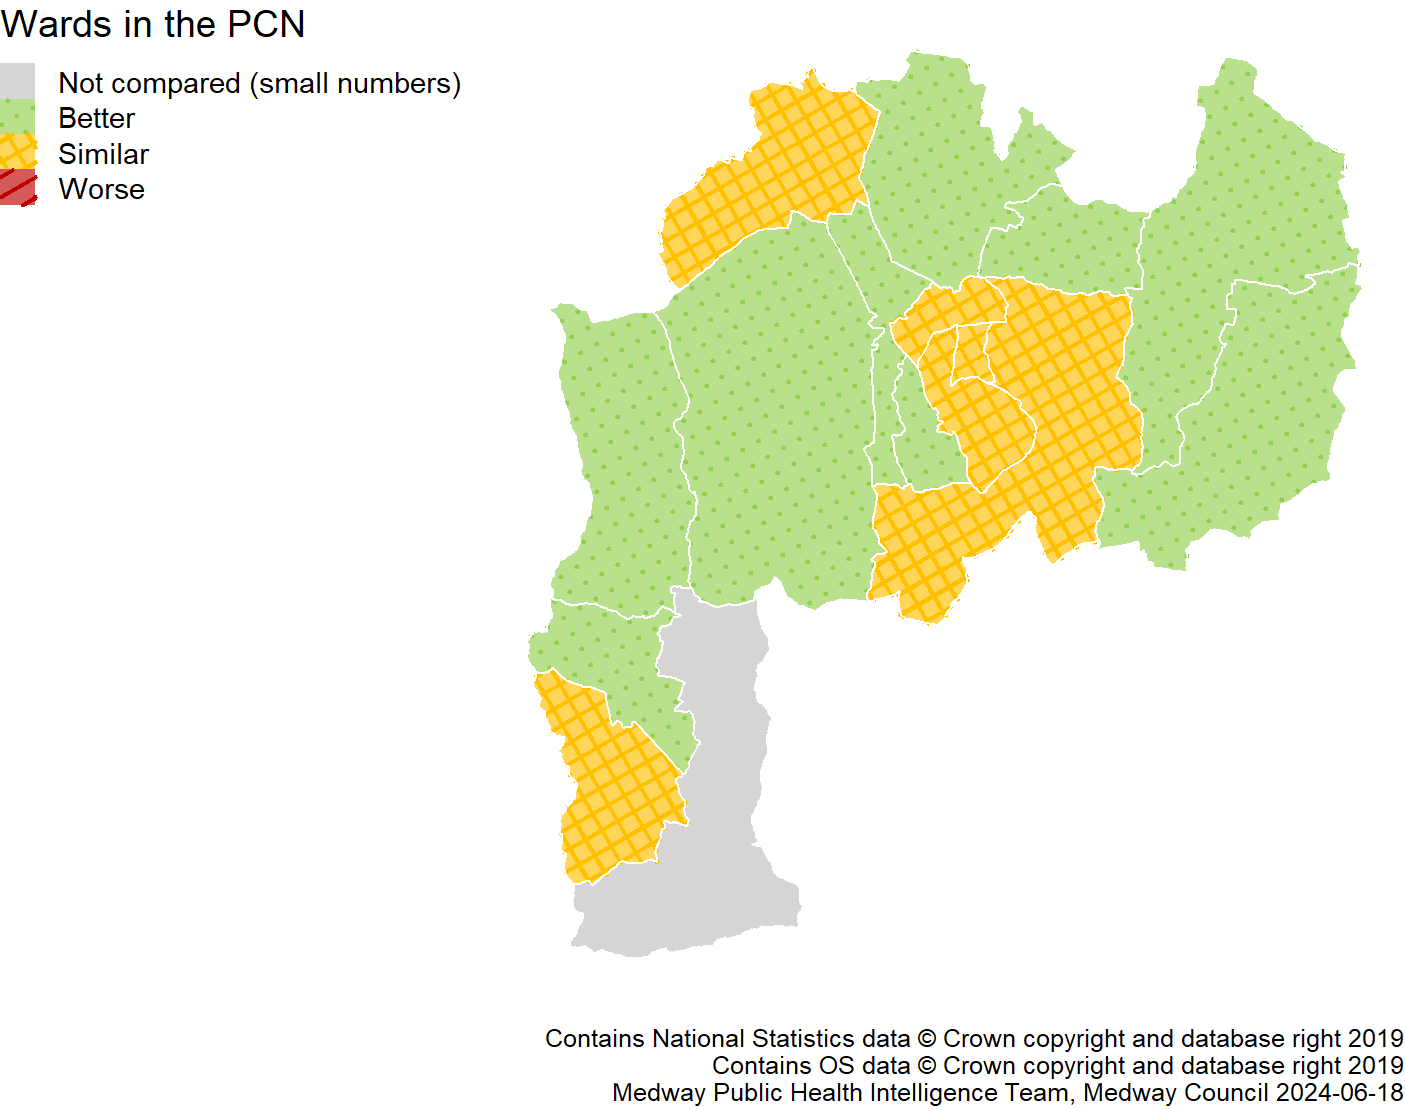 Wards in the PCN
Not compared (small numbers)
Better
Similar
Worse
Contains National Statistics data © Crown copyright and database right 2019
Contains OS data © Crown copyright and database right 2019
Medway Public Health Intelligence Team, Medway Council 2024-06-18